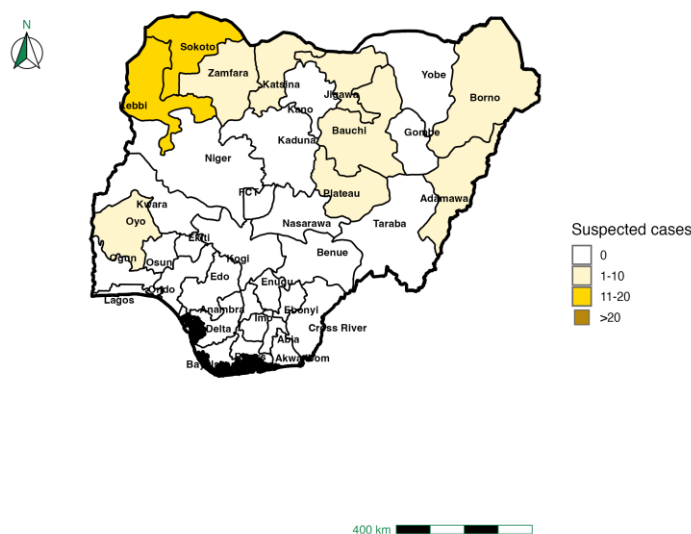 N
Sokoto
Zamfara
Katsina
Jigawa
Yobe
Borno
Kebbi
Kano
Bauchi
Gombe
Kaduna
Niger
FCT
Plateau
Adamawa
Kwara
Oyo
Nasarawa
Taraba
Ekiti
Benue
Ogun
Osun
Kogi
Edo
Enugu
Lagos
Ondo
Anambra
Ebonyi
Imo
Delta
Cross River
Abia
Akwa Ibom
Suspected cases
0
1-10
11-20
>20
400 km